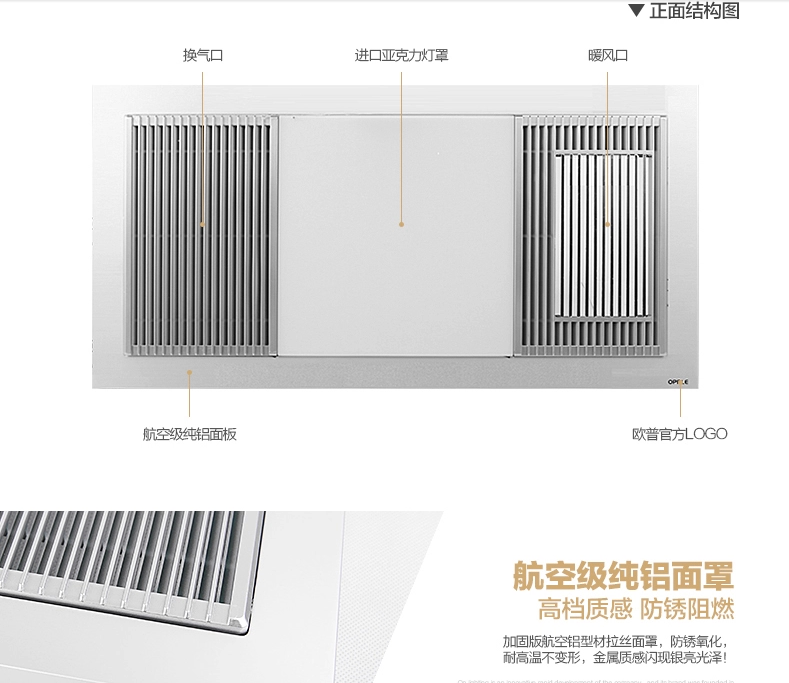 ▼ 正面结构图
换气口 进口亚克力灯罩 暖风口
航空级纯铝面板 欧普官方LOGO
航空级纯铝面罩
高档质感 防锈阻燃
加固版航空铝型材拉丝面罩，防锈氧化，
耐高温不变形，金属质感闪现银亮光泽！